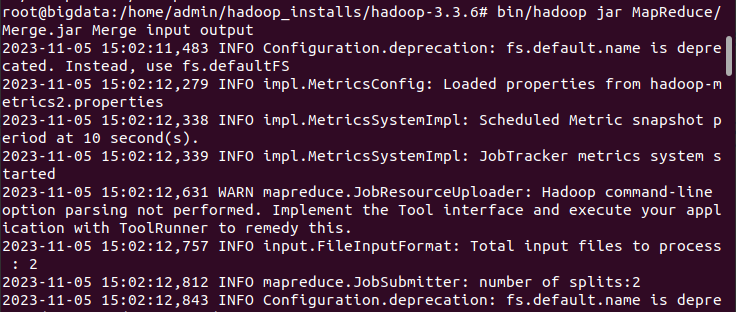 root@bigdata:/home/admin/hadoop_installs/hadoop-3.3.6# bin/hadoop jar MapReduce/
Merge.jar Merge input output
2023-11-05 15:02:11,483 INFO Configuration.deprecation: fs.default.name is depre
cated. Instead, use fs.defaultFS
2023-11-05 15:02:12,279 INFO impl.MetricsConfig: Loaded properties from hadoop-m
etrics2.properties
2023-11-05 15:02:12,338 INFO impl.MetricsSystemImpl: Scheduled Metric snapshot p
eriod at 10 second(s).
2023-11-05 15:02:12,339 INFO impl.MetricsSystemImpl: JobTracker metrics system s
tarted
2023-11-05 15:02:12,631 WARN mapreduce.JobResourceUploader: Hadoop command-line 
option parsing not performed. Implement the Tool interface and execute your appl
ication with ToolRunner to remedy this.
2023-11-05 15:02:12,757 INFO input.FileInputFormat: Total input files to process
 : 2
2023-11-05 15:02:12,812 INFO mapreduce.JobSubmitter: number of splits:2
2023-11-05 15:02:12,843 INFO Configuration.deprecation: fs.default.name is depre